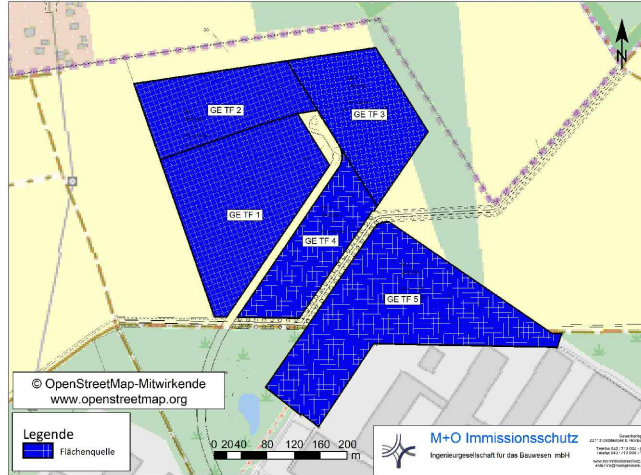 N
GE TF 2
GE TF 3
GE TF 1
GE TF 4
GE TF 5
© OpenStreetMap-Mitwirkende
www.openstreetmap.org
Legende
Flächenquelle
0 20 40 80 120 160 200
m
M+O Immissionsschutz
Ingenieurgesellschaft für das Bauwesen mbH